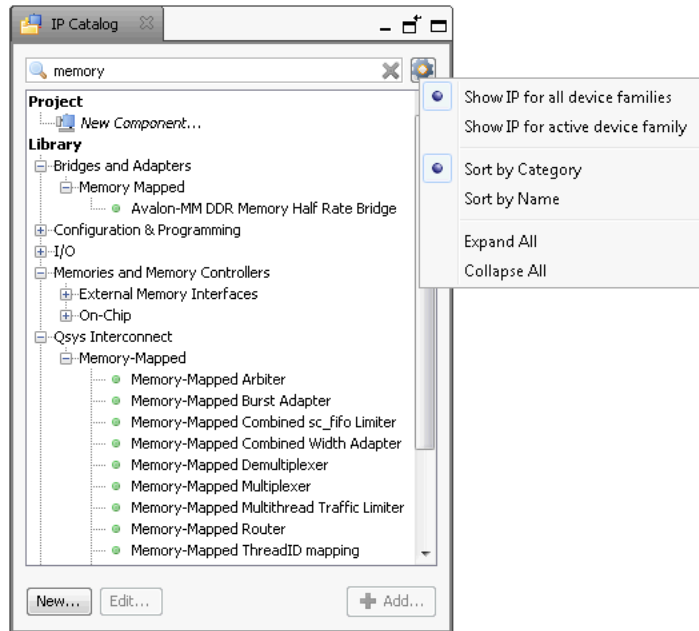 IP Catalog
memory
Project
New Component...
Library
Bridges and Adapters
Memory Mapped
Avalon-MM DDR Memory Half Rate Bridge
Configuration & Programming
I/O
Memories and Memory Controllers
External Memory Interfaces
On-Chip
Qsys Interconnect
Memory-Mapped
Memory-Mapped Arbiter
Memory-Mapped Burst Adapter
Memory-Mapped Combined sc_fifo Limiter
Memory-Mapped Combined Width Adapter
Memory-Mapped Demultiplexer
Memory-Mapped Multiplexer
Memory-Mapped Multithread Traffic Limiter
Memory-Mapped Router
Memory-Mapped ThreadID mapping
New...
Edit...
Add...
Show IP for all device families
Show IP for active device family
Sort by Category
Sort by Name
Expand All
Collapse All